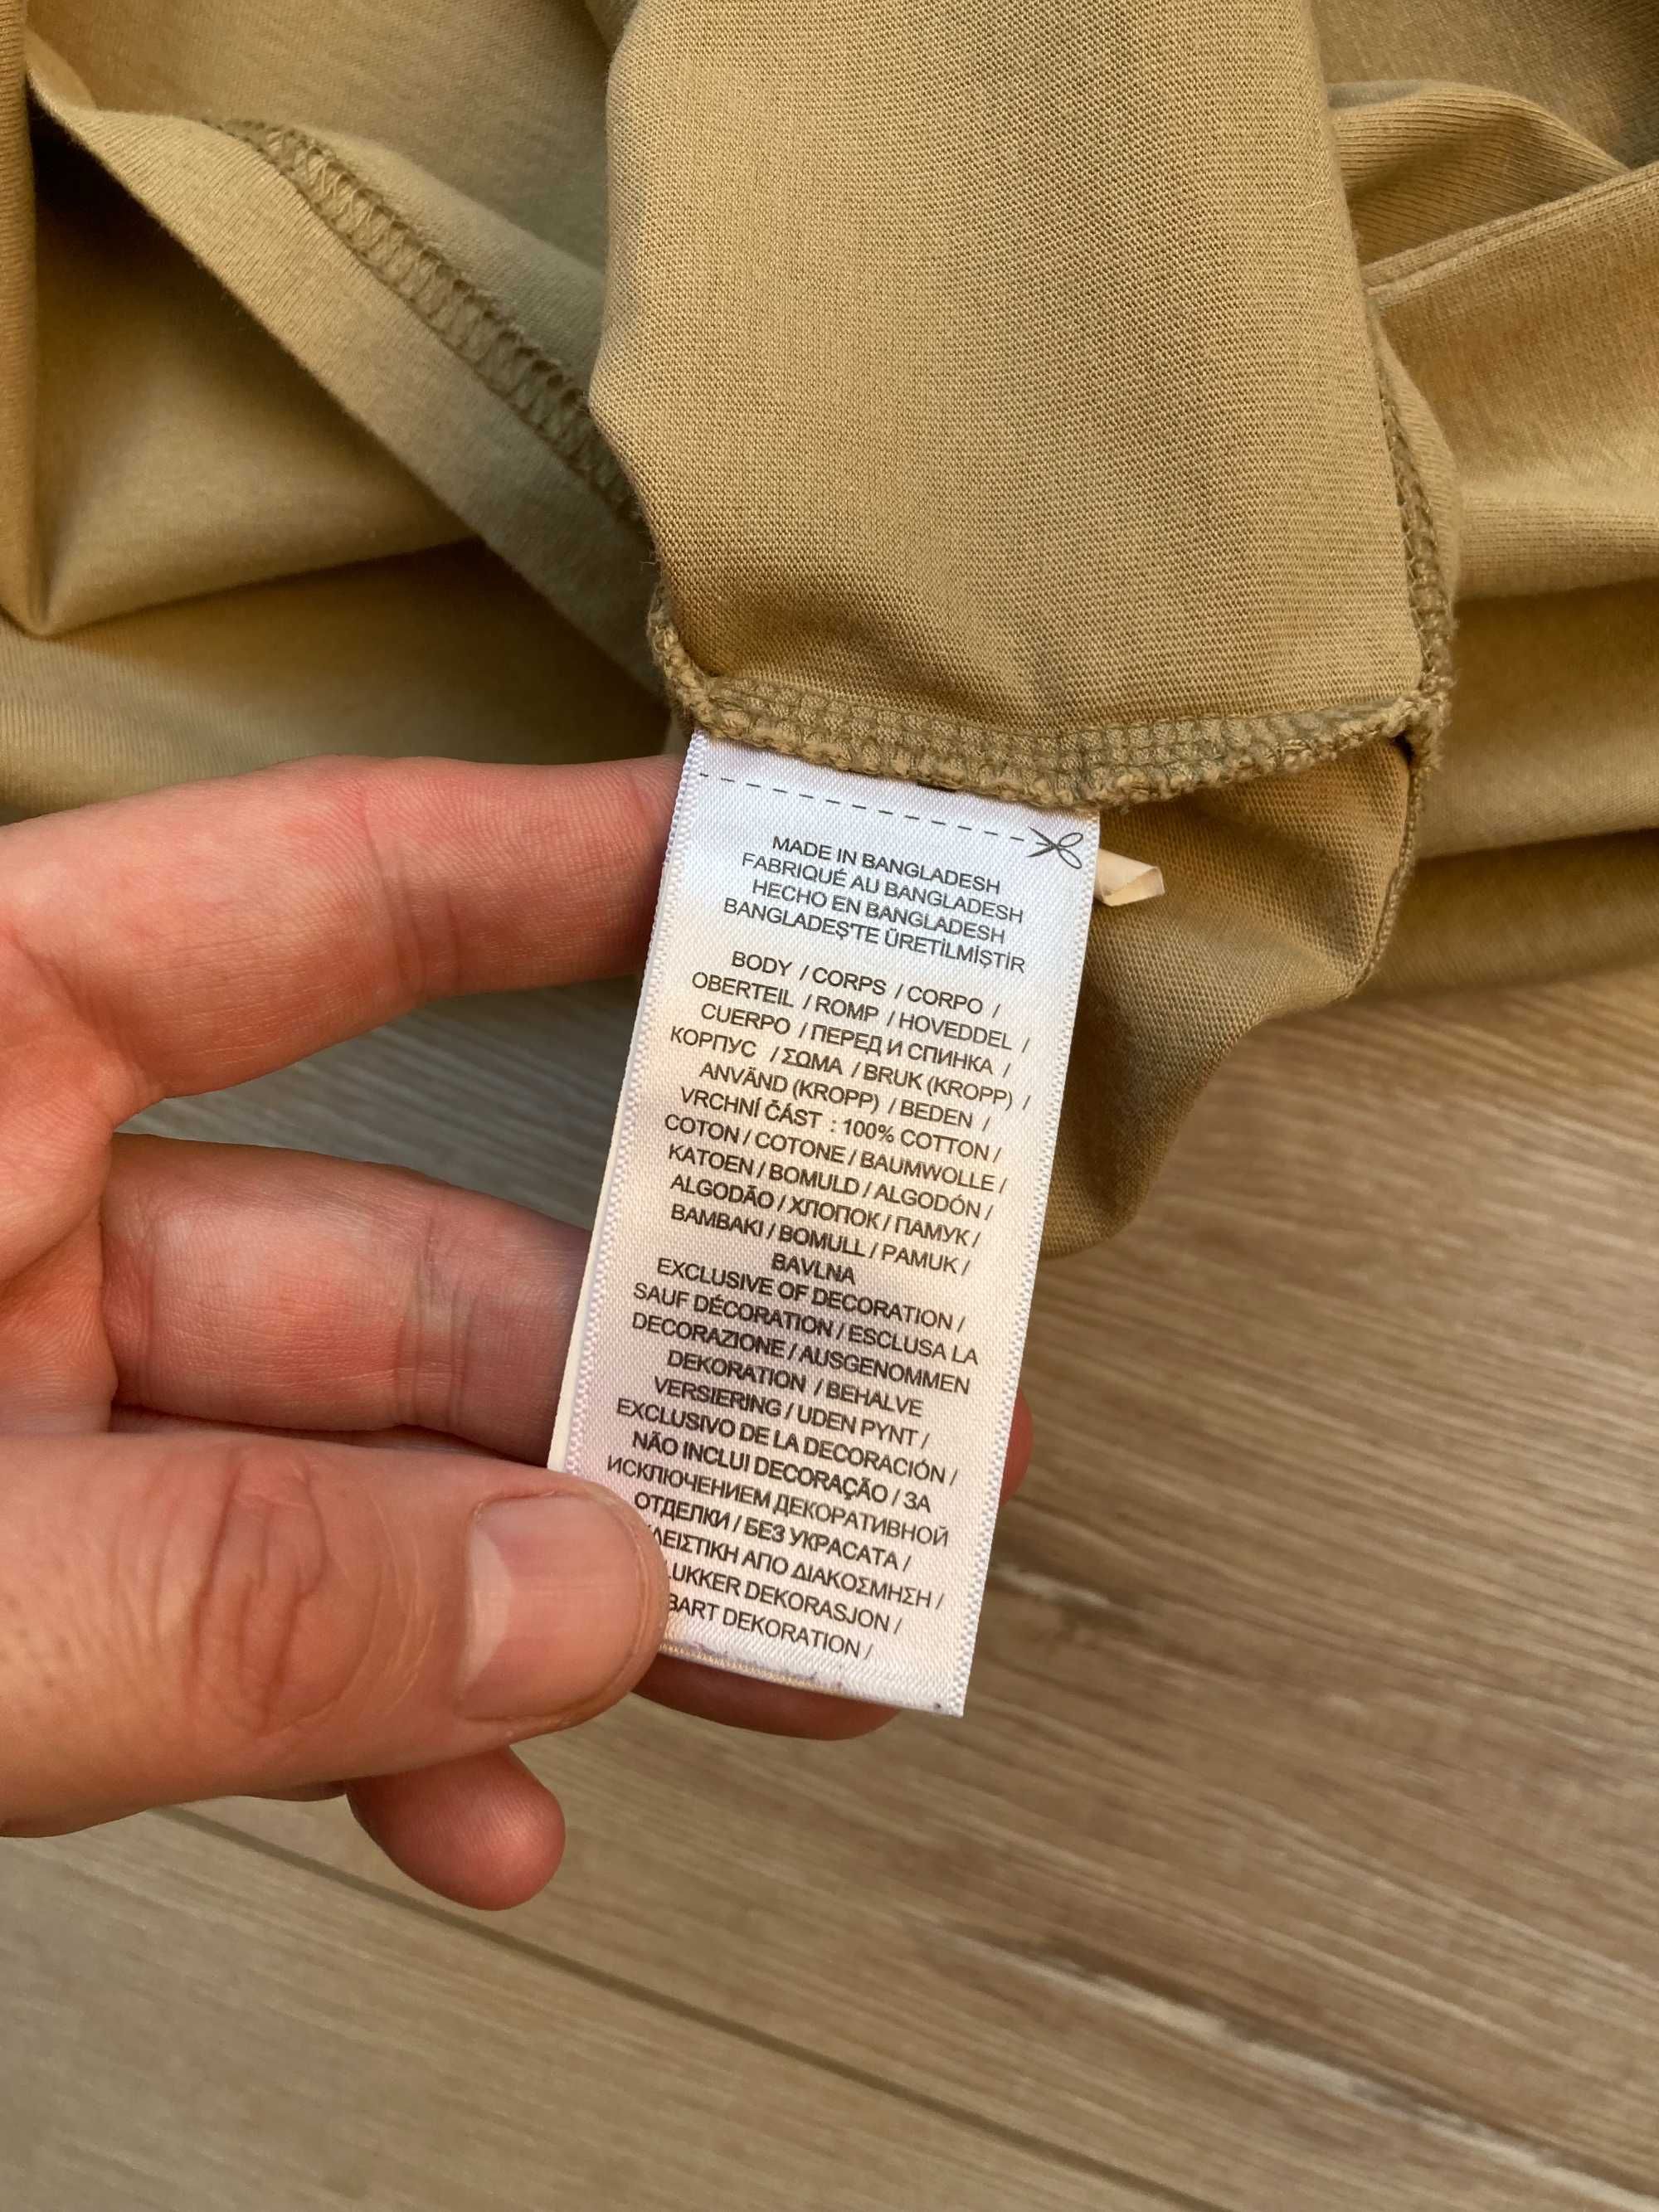 MADE IN BANGLADESH
FABRIQUÉ AU BANGLADESH
HECHO EN BANGLADESH
BANGLADEŞ'TE ÜRETİLMİŞTİR
BODY / CORPS / CORPO /
OBERTEIL / ROMP / HOVEDDEL /
CUERPO / ПЕРЕД И СПИНКА /
КОРПУС / ΣΩΜΑ / BRUK (KROPP) /
ANVÄND (KROPP) / BEDEN /
VRCHNÍ ČÁST : 100% COTTON /
COTON / COTONE / BAUMWOLLE /
KATOEN / BOMULD / ALGODÓN /
ALGODÃO / ХЛОПОК / ПАМУК /
ΒΑΜΒΑΚΙ / BOMULL / PAMUK /
BAVLNA
EXCLUSIVE OF DECORATION /
SAUF DÉCORATION / ESCLUSA LA
DECORAZIONE / AUSGENOMMEN
DEKORATION / BEHALVE
VERSIERING / UDEN PYNT /
EXCLUSIVO DE LA DECORACIÓN /
NÃO INCLUI DECORAÇÃO / ЗА
ИСКЛЮЧЕНИЕМ ДЕКОРАТИВНОЙ
ОТДЕЛКИ / БЕЗ УКРАСАТА /
ΛΕΙΣΤΙΚΗ ΑΠΟ ΔΙΑΚΟΣΜΗΣΗ /
UKKER DEKORASJON /
BART DEKORATION /